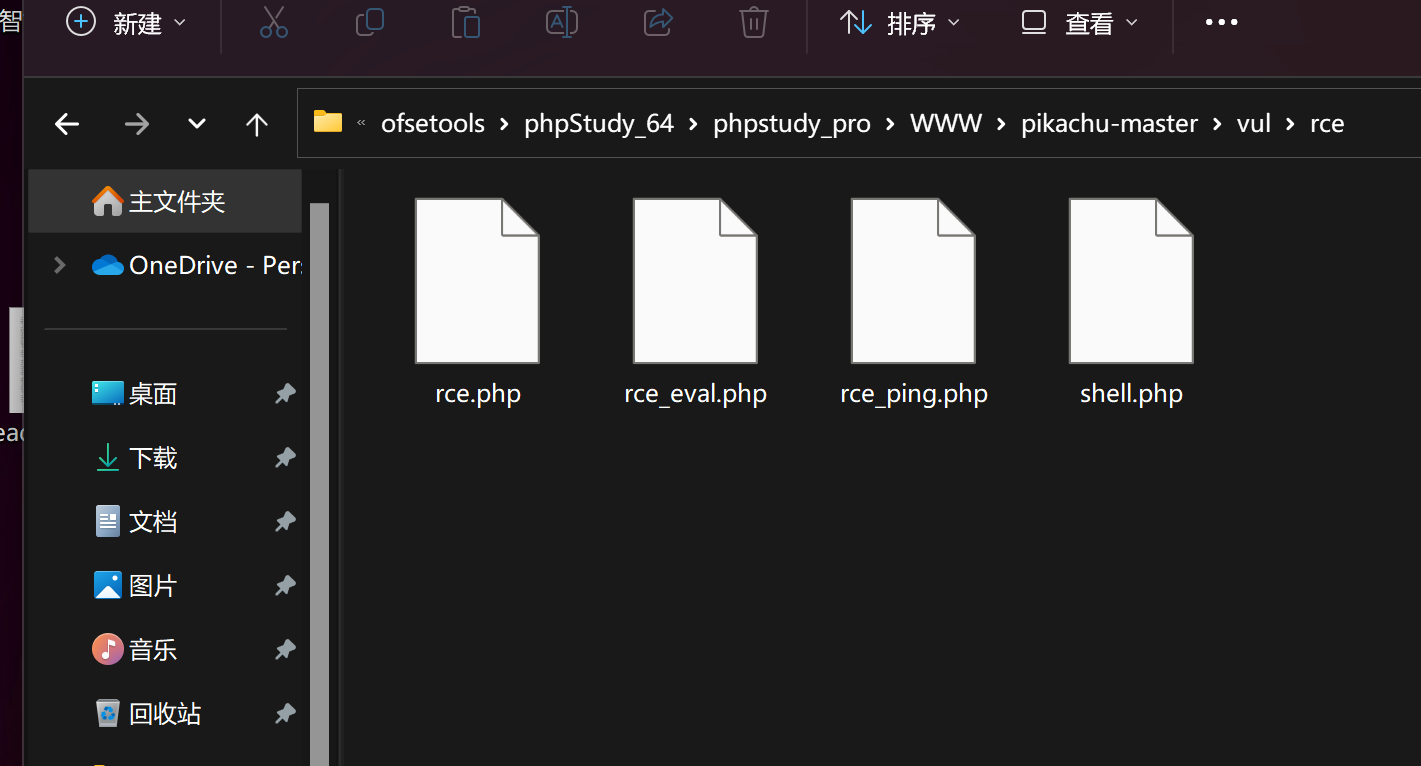 智
新建
排序
查看
« ofsetools > phpStudy_64 > phpstudy_pro > WWW > pikachu-master > vul > rce
主文件夹
OneDrive - Pers
桌面
下载
文档
图片
音乐
回收站
rce.php
rce_eval.php
rce_ping.php
shell.php